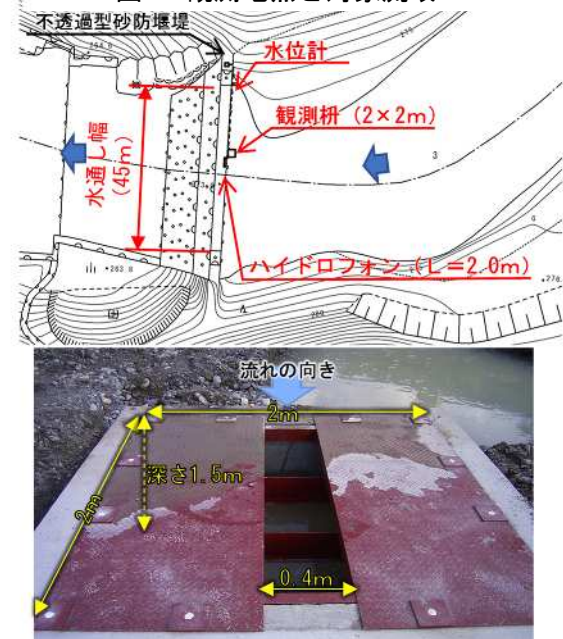 不透過型砂防堰堤
水位計
観測枡（2×2m）
水通し幅
(45m)
3
ハイドロフォン（L＝2.0m）
流れの向き
2m
深さ1.5m
2m
0.4m